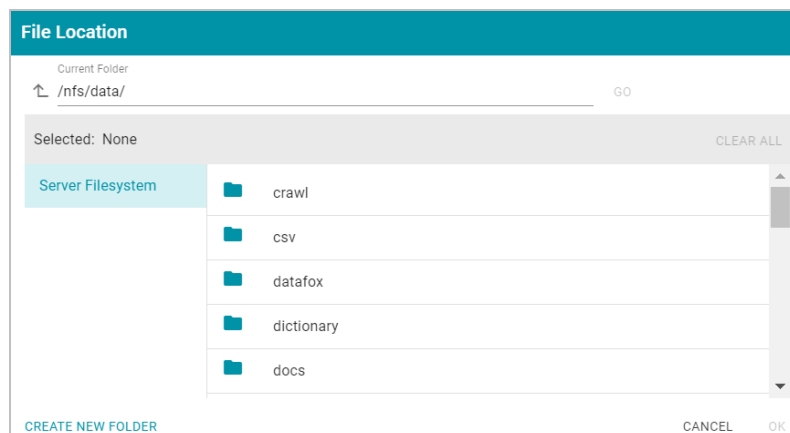 File Location
Current Folder
/nfs/data/
GO
Selected: None
CLEAR ALL
Server Filesystem
crawl
csv
datafox
dictionary
docs
CREATE NEW FOLDER
CANCEL
OK